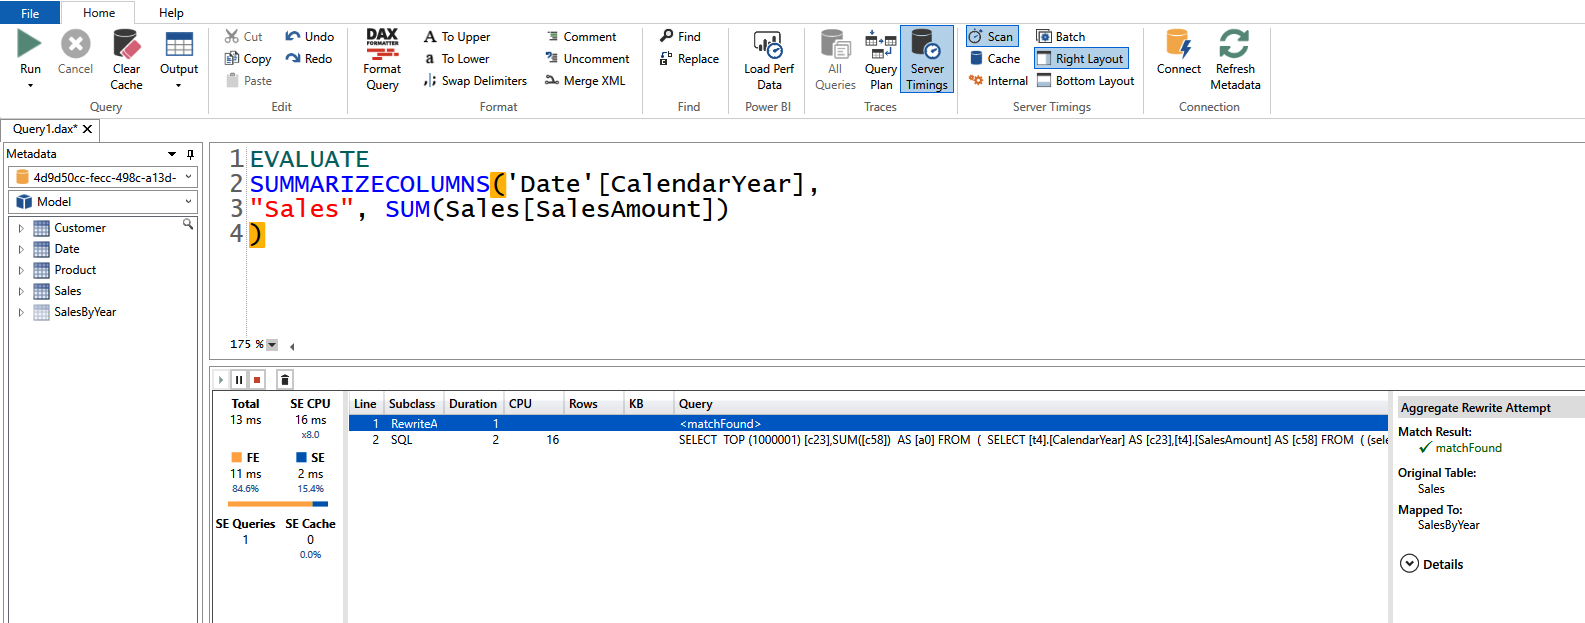 File Home Help
Run
Cancel
Clear
Cache
Output
Query
Cut
Copy
Paste
Undo
Redo
Edit
DAX
FORMATTER
Format
Query
To Upper
To Lower
Swap Delimiters
Comment
Uncomment
Merge XML
Format
Find
Replace
Find
Load Perf
Data
Power BI
All
Queries
Query
Plan
Server
Timings
Traces
Scan
Cache
Internal
Batch
Right Layout
Bottom Layout
Server Timings
Connect
Refresh
Metadata
Connection
Query1.dax*
Metadata
4d9d50cc-fecc-498c-a13d-
Model
Customer
Date
Product
Sales
SalesByYear
1 EVALUATE
2 SUMMARIZECOLUMNS('Date'[CalendarYear],
3 "Sales", SUM(Sales[SalesAmount])
4 )
175 %
Total SE CPU
13 ms 16 ms
x8.0
FE SE
11 ms 2 ms
84.6% 15.4%
SE Queries SE Cache
1 0
0.0%
Line Subclass Duration CPU Rows KB Query
1 RewriteA 1 <matchFound>
2 SQL 2 16 SELECT TOP (1000001) [c23],SUM([c58]) AS [a0] FROM ( SELECT [t4].[CalendarYear] AS [c23],[t4].[SalesAmount] AS [c58] FROM ( (sele
Aggregate Rewrite Attempt
Match Result:
matchFound
Original Table:
Sales
Mapped To:
SalesByYear
Details